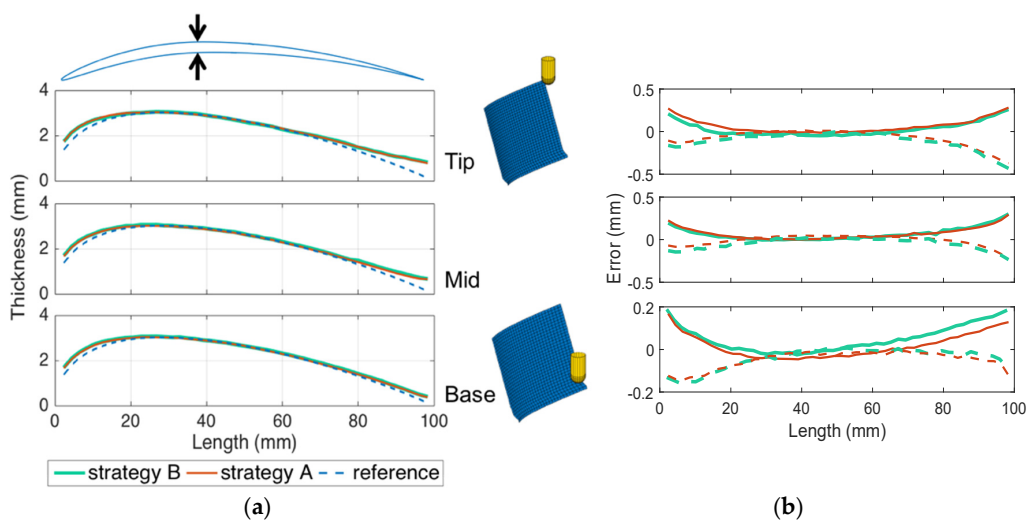 Thickness (mm)
4
2
0
Tip
4
2
0
Mid
4
2
0
Base
0
20
40
60
80
100
Length (mm)
strategy B
strategy A
reference
(a)
Error (mm)
0.5
0
-0.5
0.5
0
-0.5
0.2
0
-0.2
0
20
40
60
80
100
Length (mm)
(b)